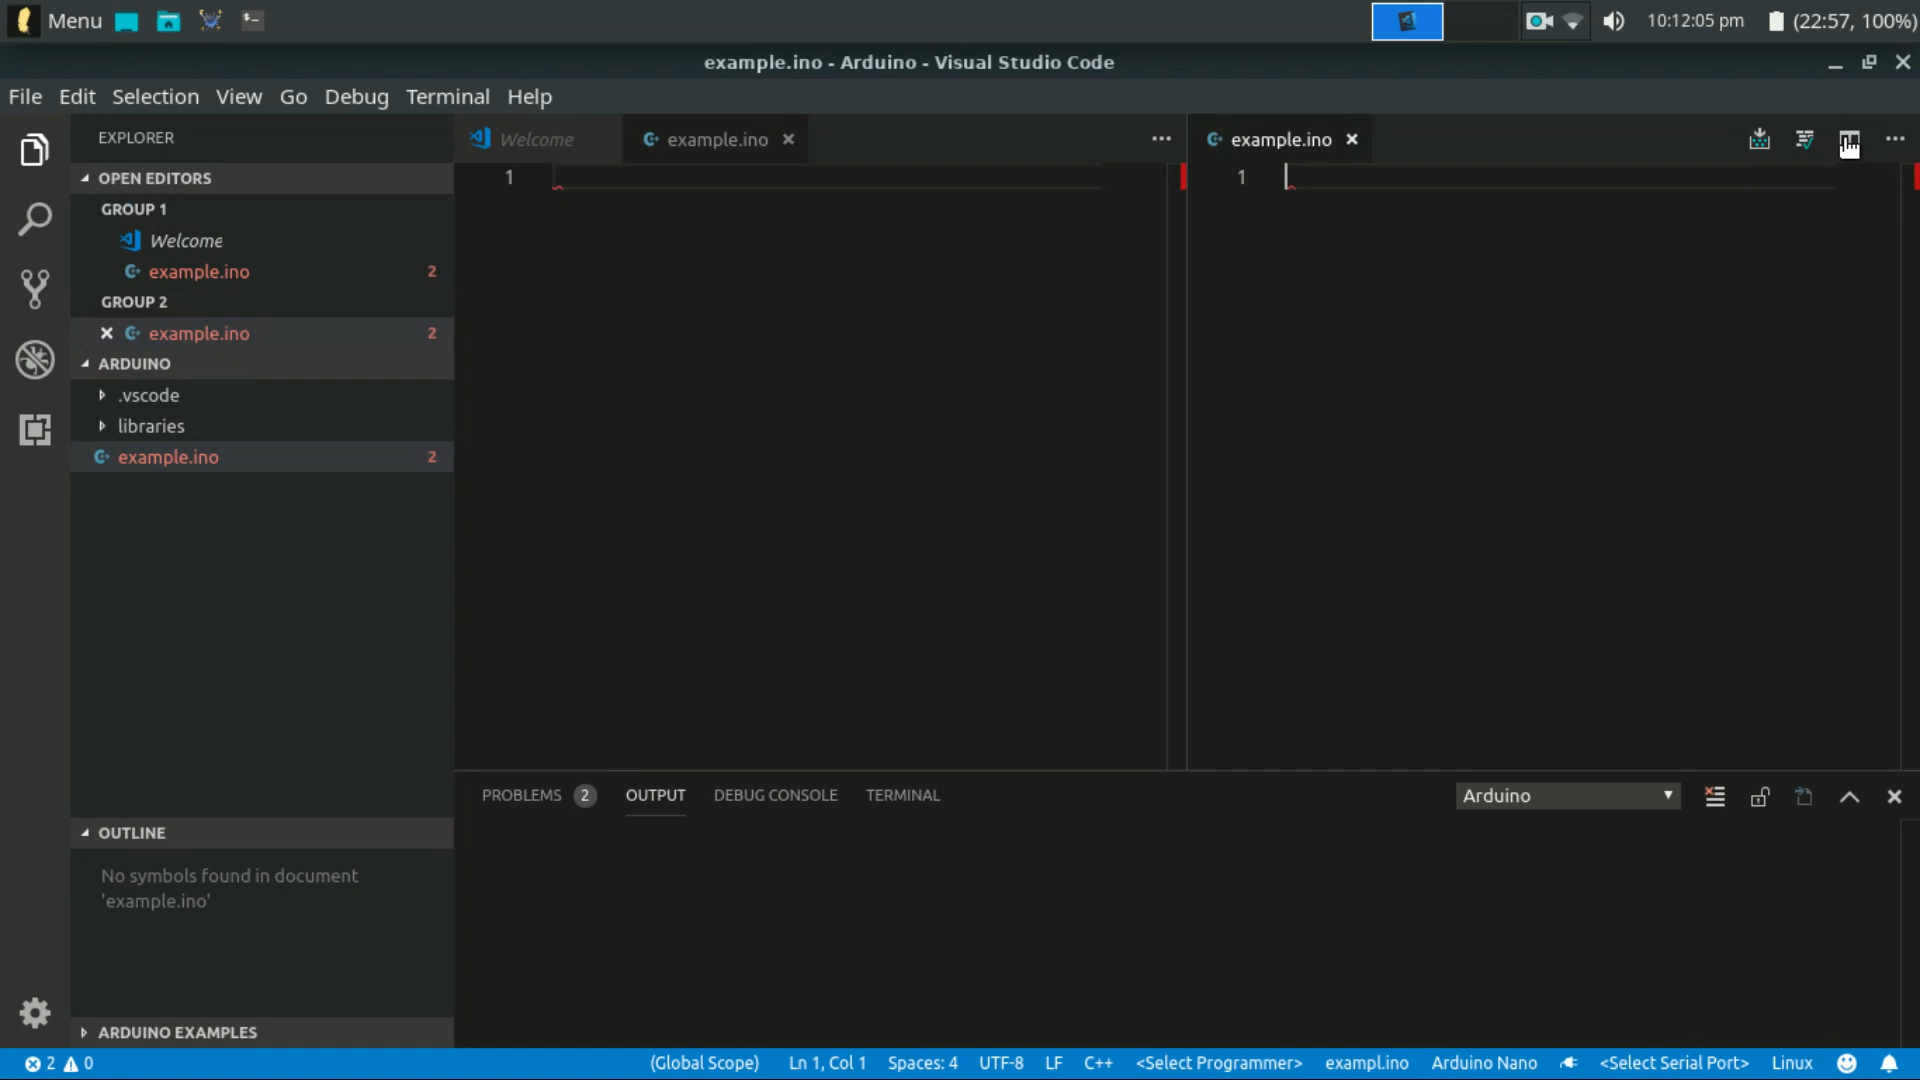 Menu
10:12:05 pm (22:57, 100%)
example.ino - Arduino - Visual Studio Code
File Edit Selection View Go Debug Terminal Help
EXPLORER
OPEN EDITORS
GROUP 1
Welcome
example.ino 2
GROUP 2
example.ino 2
ARDUINO
.vscode
libraries
example.ino 2
OUTLINE
No symbols found in document
'example.ino'
ARDUINO EXAMPLES
Welcome example.ino
1
example.ino
1
PROBLEMS 2 OUTPUT DEBUG CONSOLE TERMINAL
Arduino
2 0 (Global Scope) Ln 1, Col 1 Spaces: 4 UTF-8 LF C++ <Select Programmer> exampl.ino Arduino Nano <Select Serial Port> Linux